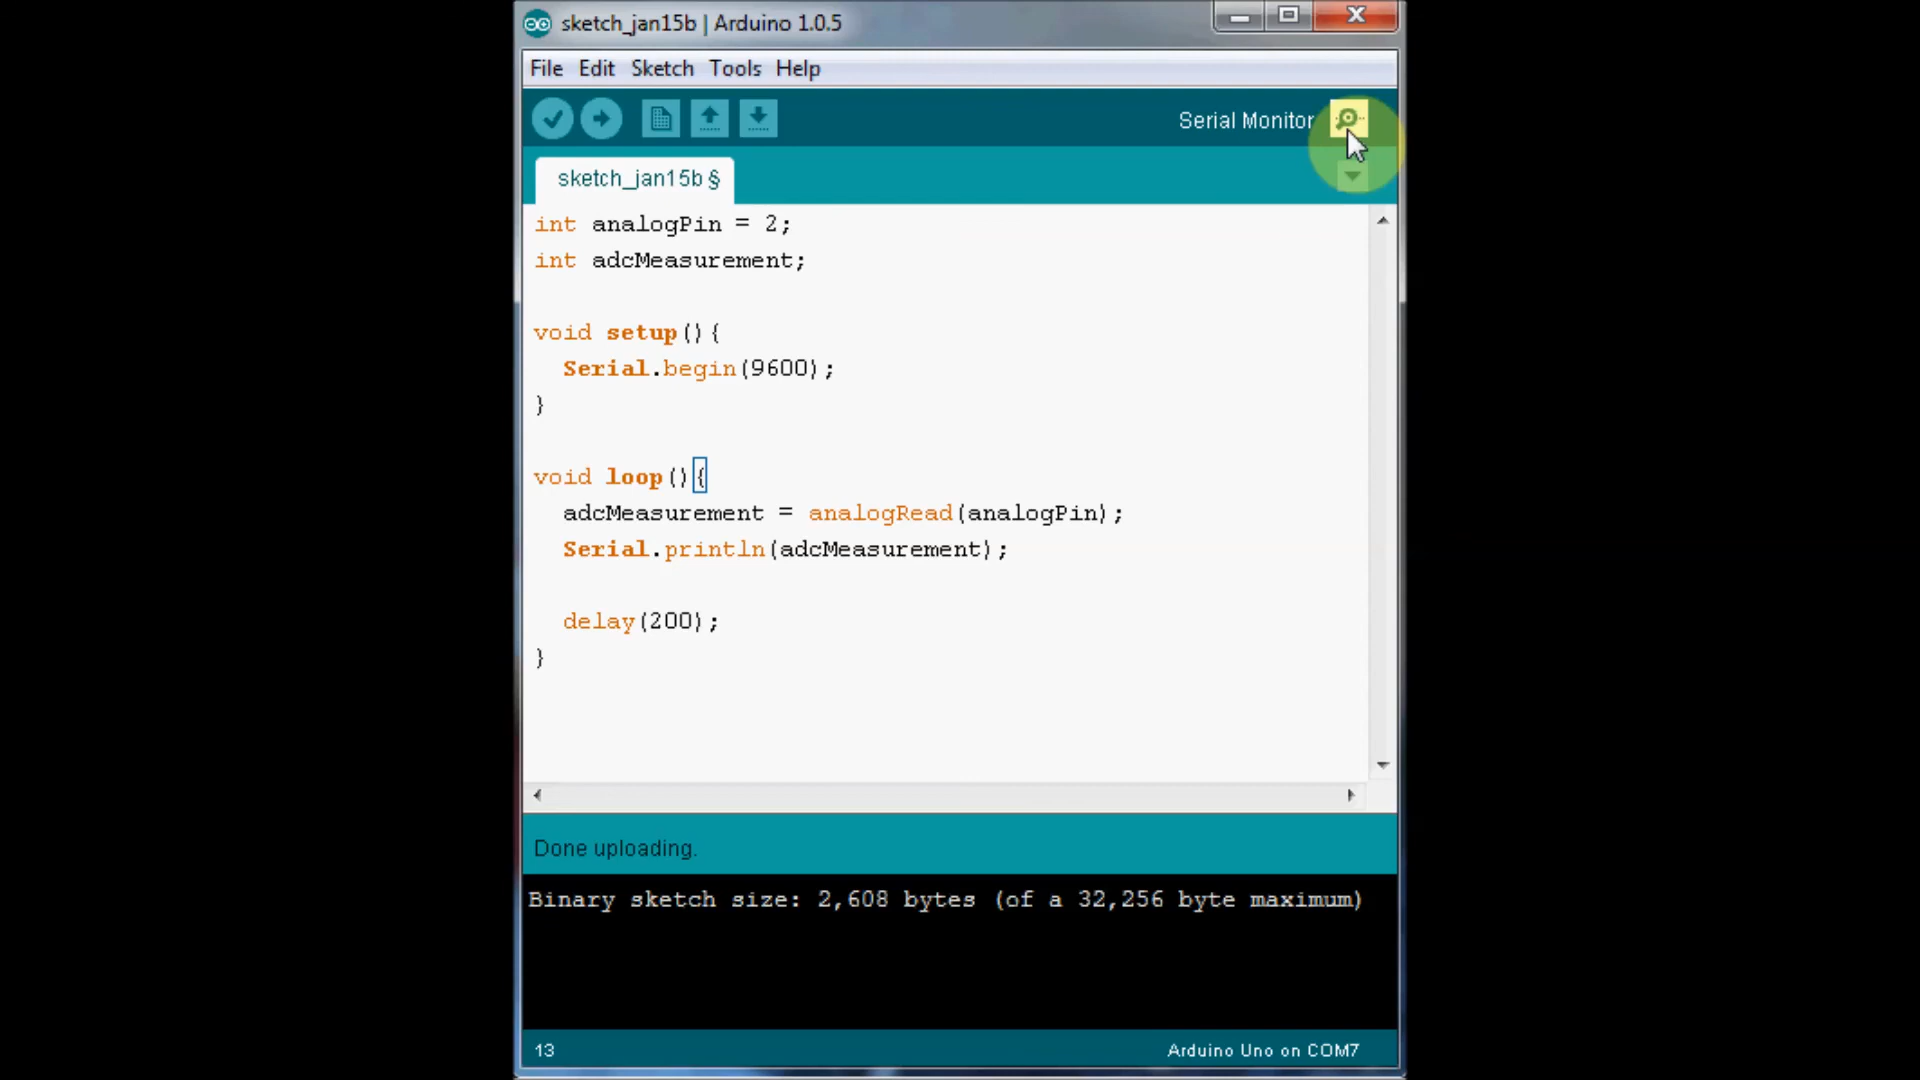 sketch_jan15b | Arduino 1.0.5
File Edit Sketch Tools Help
Serial Monitor
sketch_jan15b §
int analogPin = 2;
int adcMeasurement;
void setup(){
Serial.begin(9600);
}
void loop(){
adcMeasurement = analogRead(analogPin);
Serial.println(adcMeasurement);
delay(200);
}
Done uploading.
Binary sketch size: 2,608 bytes (of a 32,256 byte maximum)
13
Arduino Uno on COM7